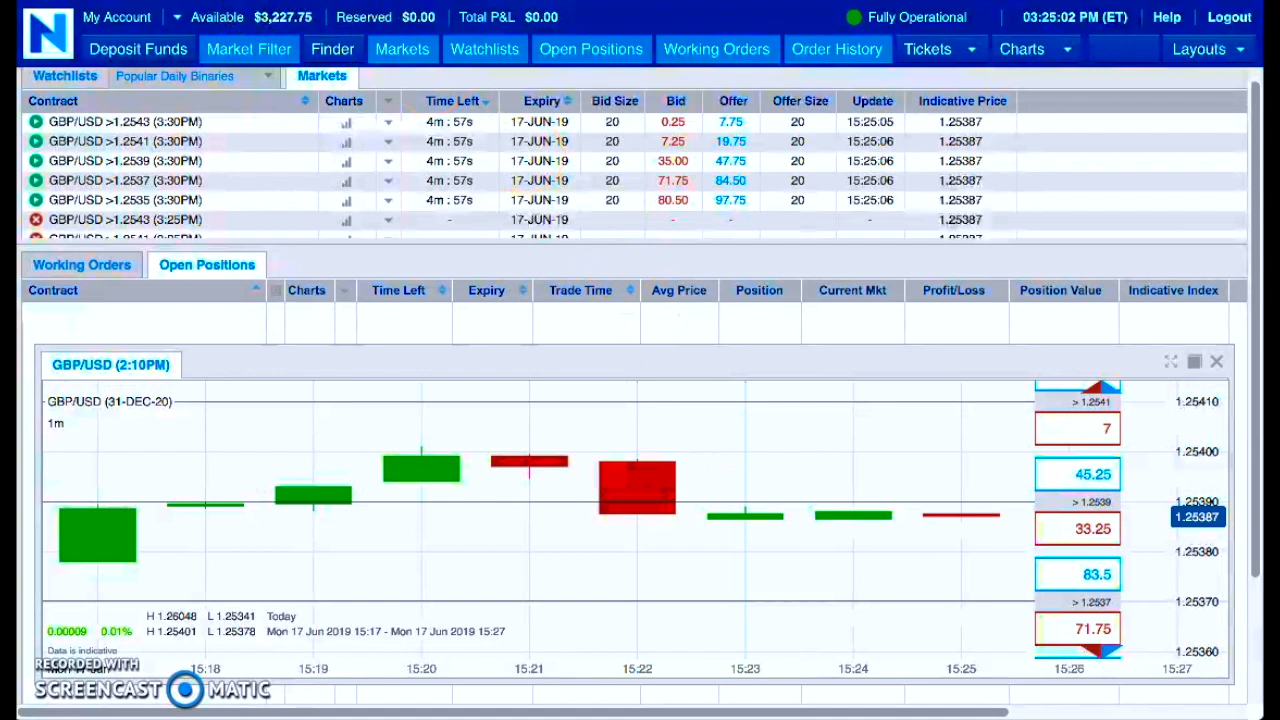 N My Account Available $3,227.75 Reserved $0.00 Total P&L $0.00 Fully Operational 03:25:02 PM (ET) Help Logout
Deposit Funds Market Filter Finder Markets Watchlists Open Positions Working Orders Order History Tickets Charts Layouts
Watchlists Popular Daily Binaries Markets
Contract Charts Time Left Expiry Bid Size Bid Offer Offer Size Update Indicative Price
GBP/USD >1.2543 (3:30PM) 4m : 57s 17-JUN-19 20 0.25 7.75 20 15:25:05 1.25387
GBP/USD >1.2541 (3:30PM) 4m : 57s 17-JUN-19 20 7.25 19.75 20 15:25:06 1.25387
GBP/USD >1.2539 (3:30PM) 4m : 57s 17-JUN-19 20 35.00 47.75 20 15:25:06 1.25387
GBP/USD >1.2537 (3:30PM) 4m : 57s 17-JUN-19 20 71.75 84.50 20 15:25:06 1.25387
GBP/USD >1.2535 (3:30PM) 4m : 57s 17-JUN-19 20 80.50 97.75 20 15:25:06 1.25387
GBP/USD >1.2543 (3:25PM) - 17-JUN-19 - - - 1.25387
Working Orders Open Positions
Contract Charts Time Left Expiry Trade Time Avg Price Position Current Mkt Profit/Loss Position Value Indicative Index
GBP/USD (2:10PM)
GBP/USD (31-DEC-20) > 1.2541 1.25410
1m 7
1.25400
45.25
> 1.2539 1.25390
1.25387
33.25
1.25380
83.5
> 1.2537 1.25370
H 1.26048 L 1.25341 Today
0.00009 0.01% H 1.25401 L 1.25378 Mon 17 Jun 2019 15:17 - Mon 17 Jun 2019 15:27 71.75
Data is indicative 1.25360
15:18 15:19 15:20 15:21 15:22 15:23 15:24 15:25 15:26 15:27
RECORDED WITH
SCREENCAST MATIC